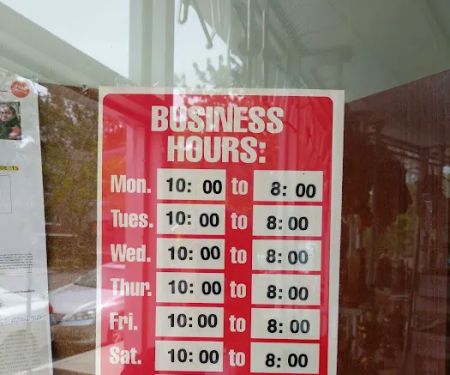 BUSINESS
HOURS:
Mon. 10:00 to 8:00
Tues. 10:00 to 8:00
Wed. 10:00 to 8:00
Thur. 10:00 to 8:00
Fri. 10:00 to 8:00
Sat. 10:00 to 8:00